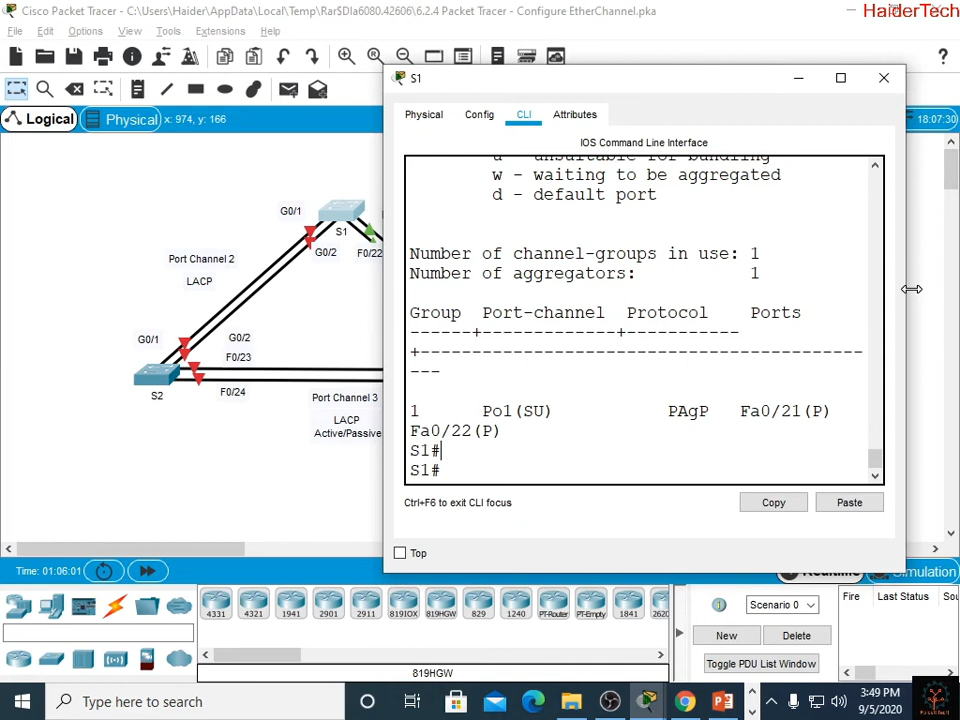 Cisco Packet Tracer - C:\Users\Haider\AppData\Local\Temp\Rar$DIa6080.42606\6.2.4 Packet Tracer - Configure EtherChannel.pka
HaiderTech
File Edit Options View Tools Extensions Help
Logical
Physical x: 974, y: 166
18:07:30
S1
Physical Config CLI Attributes
IOS Command Line Interface
u - unsuitable for bundling
w - waiting to be aggregated
d - default port
Number of channel-groups in use: 1
Number of aggregators: 1
Group Port-channel Protocol Ports
------+-------------+-----------
+-------------------------------------------
---
1 Po1(SU) PAgP Fa0/21(P)
Fa0/22(P)
S1#
S1#
Ctrl+F6 to exit CLI focus
Copy
Paste
Top
G0/1
S1
G0/2
F0/22
Port Channel 2
LACP
G0/1
G0/2
F0/23
S2
F0/24
Port Channel 3
LACP
Active/Passive
Time: 01:06:01
Realtime
Simulation
4331 4321 1941 2901 2911 819IOX 819HGW 829 1240 PT-Router PT-Empty 1841 2620
819HGW
Scenario 0
New
Delete
Toggle PDU List Window
Fire Last Status Sou
Type here to search
3:49 PM
9/5/2020